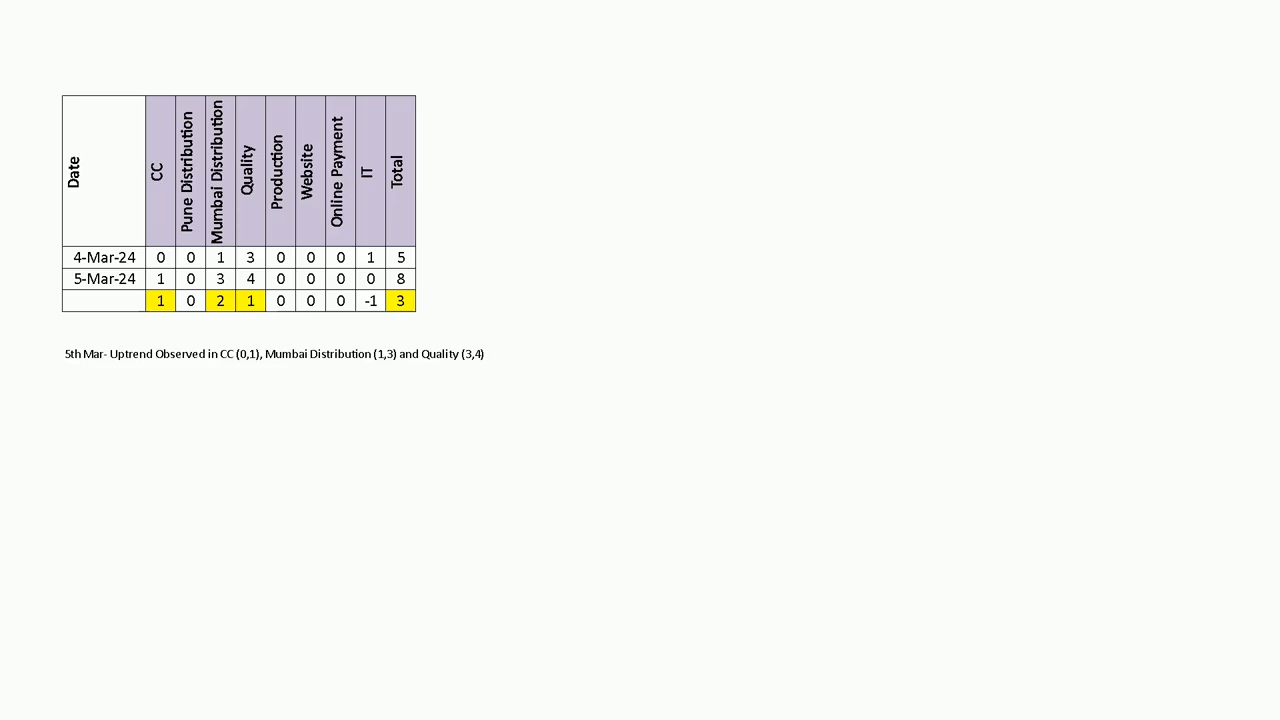 Date CC Pune Distribution Mumbai Distribution Quality Production Website Online Payment IT Total
4-Mar-24 0 0 1 3 0 0 0 1 5
5-Mar-24 1 0 3 4 0 0 0 0 8
1 0 2 1 0 0 0 -1 3
5th Mar- Uptrend Observed in CC (0,1), Mumbai Distribution (1,3) and Quality (3,4)